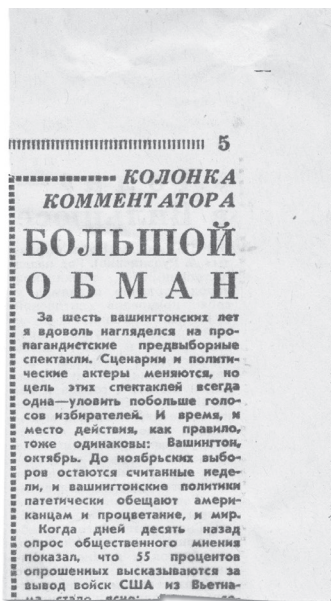 5
КОЛОНКА
КОММЕНТАТОРА
БОЛЬШОЙ
ОБМАН
За шесть вашингтонских лет
я вдоволь нагляделся на про-
пагандистские предвыборные
спектакли. Сценарии и полити-
ческие актеры меняются, но
цель этих спектаклей всегда
одна—уловить побольше голо-
сов избирателей. И время, и
место действия, как правило,
тоже одинаковы: Вашингтон,
октябрь. До ноябрьских выбо-
ров остаются считанные неде-
ли, и вашингтонские политики
патетически обещают амери-
канцам и процветание, и мир.
Когда дней десять назад
опрос общественного мнения
показал, что 55 процентов
опрошенных высказываются за
вывод войск США из Вьетна-
ма стало ясно: